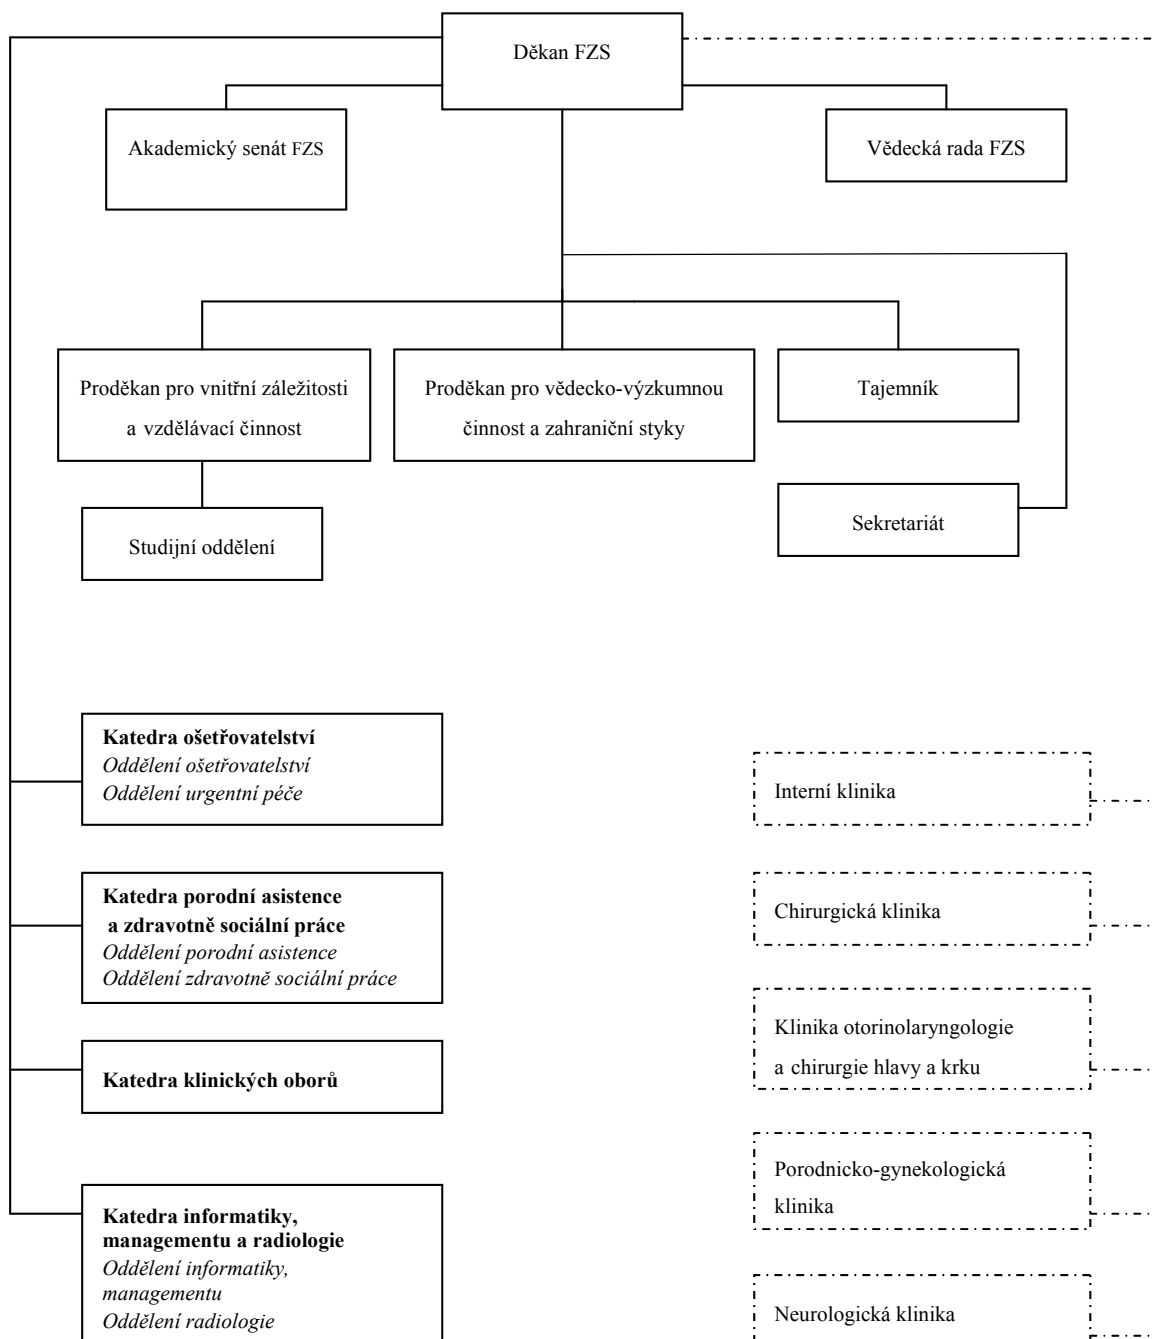 Děkan FZS
Akademický senát FZS
Vědecká rada FZS
Proděkan pro vnitřní záležitosti
a vzdělávací činnost
Proděkan pro vědecko-výzkumnou
činnost a zahraniční styky
Tajemník
Sekretariát
Studijní oddělení
Katedra ošetřovatelství
Oddělení ošetřovatelství
Oddělení urgentní péče
Interní klinika
Katedra porodní asistence
a zdravotně sociální práce
Oddělení porodní asistence
Oddělení zdravotně sociální práce
Chirurgická klinika
Klinika otorinolaryngologie
a chirurgie hlavy a krku
Katedra klinických oborů
Porodnicko-gynekologická
klinika
Katedra informatiky,
managementu a radiologie
Oddělení informatiky,
managementu
Oddělení radiologie
Neurologická klinika